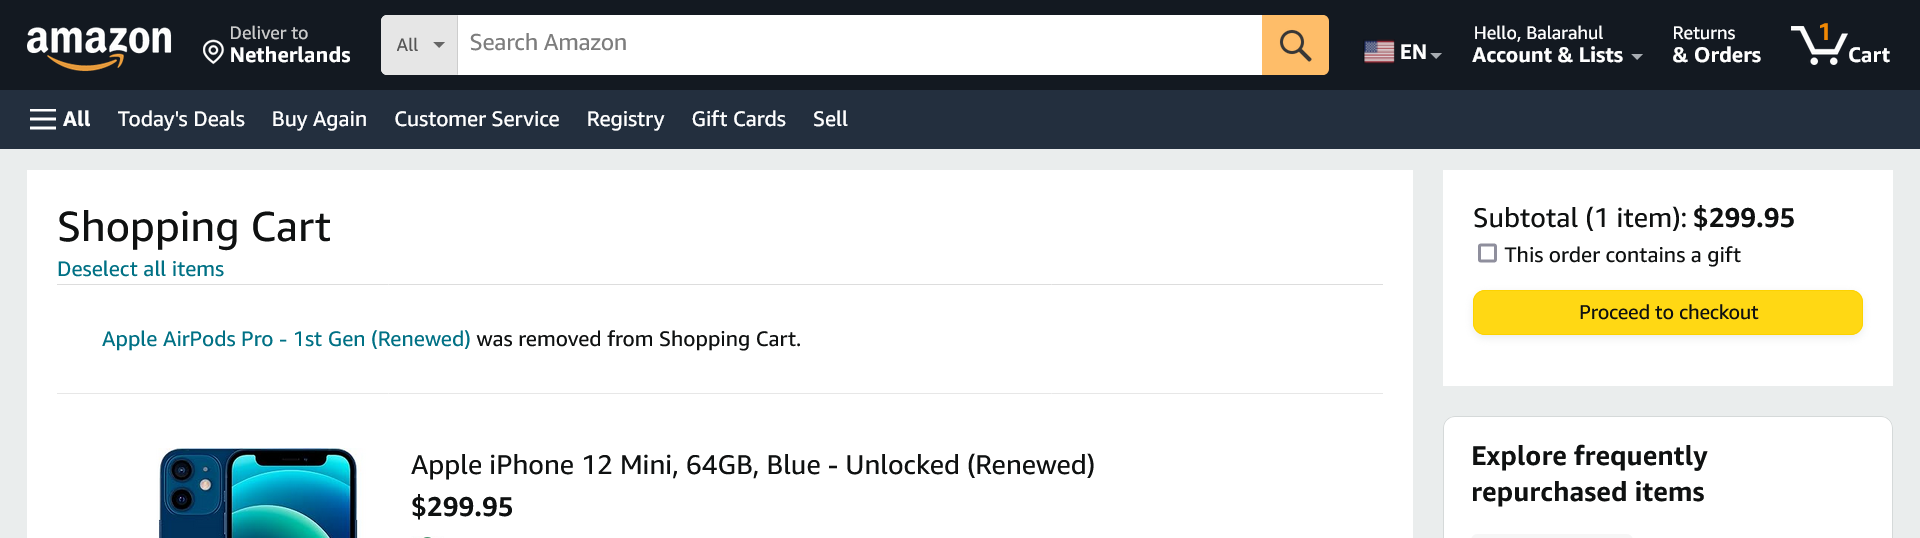 amazon
Deliver to
Netherlands
All
Search Amazon
EN
Hello, Balarahul
Account & Lists
Returns
& Orders
1
Cart
All
Today's Deals
Buy Again
Customer Service
Registry
Gift Cards
Sell
Shopping Cart
Deselect all items
Apple AirPods Pro - 1st Gen (Renewed) was removed from Shopping Cart.
Apple iPhone 12 Mini, 64GB, Blue - Unlocked (Renewed)
$299.95
Subtotal (1 item): $299.95
This order contains a gift
Proceed to checkout
Explore frequently
repurchased items